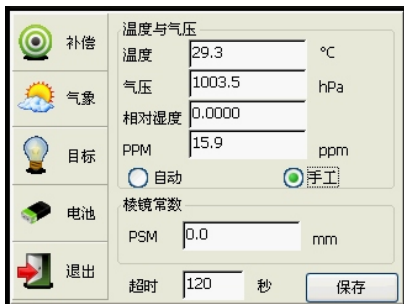 补偿
气象
目标
电池
退出
温度与气压
温度 29.3 ℃
气压 1003.5 hPa
相对湿度 0.0000
PPM 15.9 ppm
自动 手工
棱镜常数
PSM 0.0 mm
超时 120 秒 保存